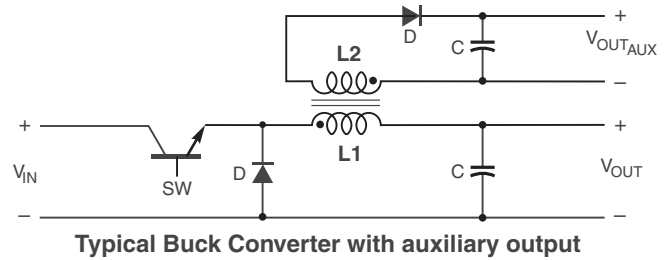 D
+
C
V_OUT_AUX
L2
−
+
+
L1
V_IN
SW
D
C
V_OUT
−
−
Typical Buck Converter with auxiliary output